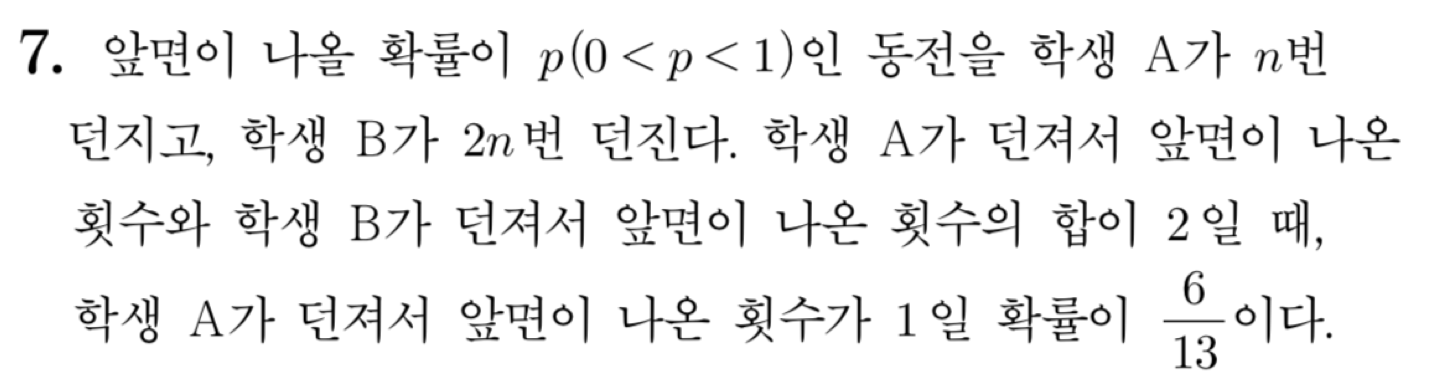 7. 앞면이 나올 확률이 p(0 < p < 1)인 동전을 학생 A가 n번
던지고, 학생 B가 2n번 던진다. 학생 A가 던져서 앞면이 나온
횟수와 학생 B가 던져서 앞면이 나온 횟수의 합이 2일 때,
학생 A가 던져서 앞면이 나온 횟수가 1일 확률이 6/13이다.